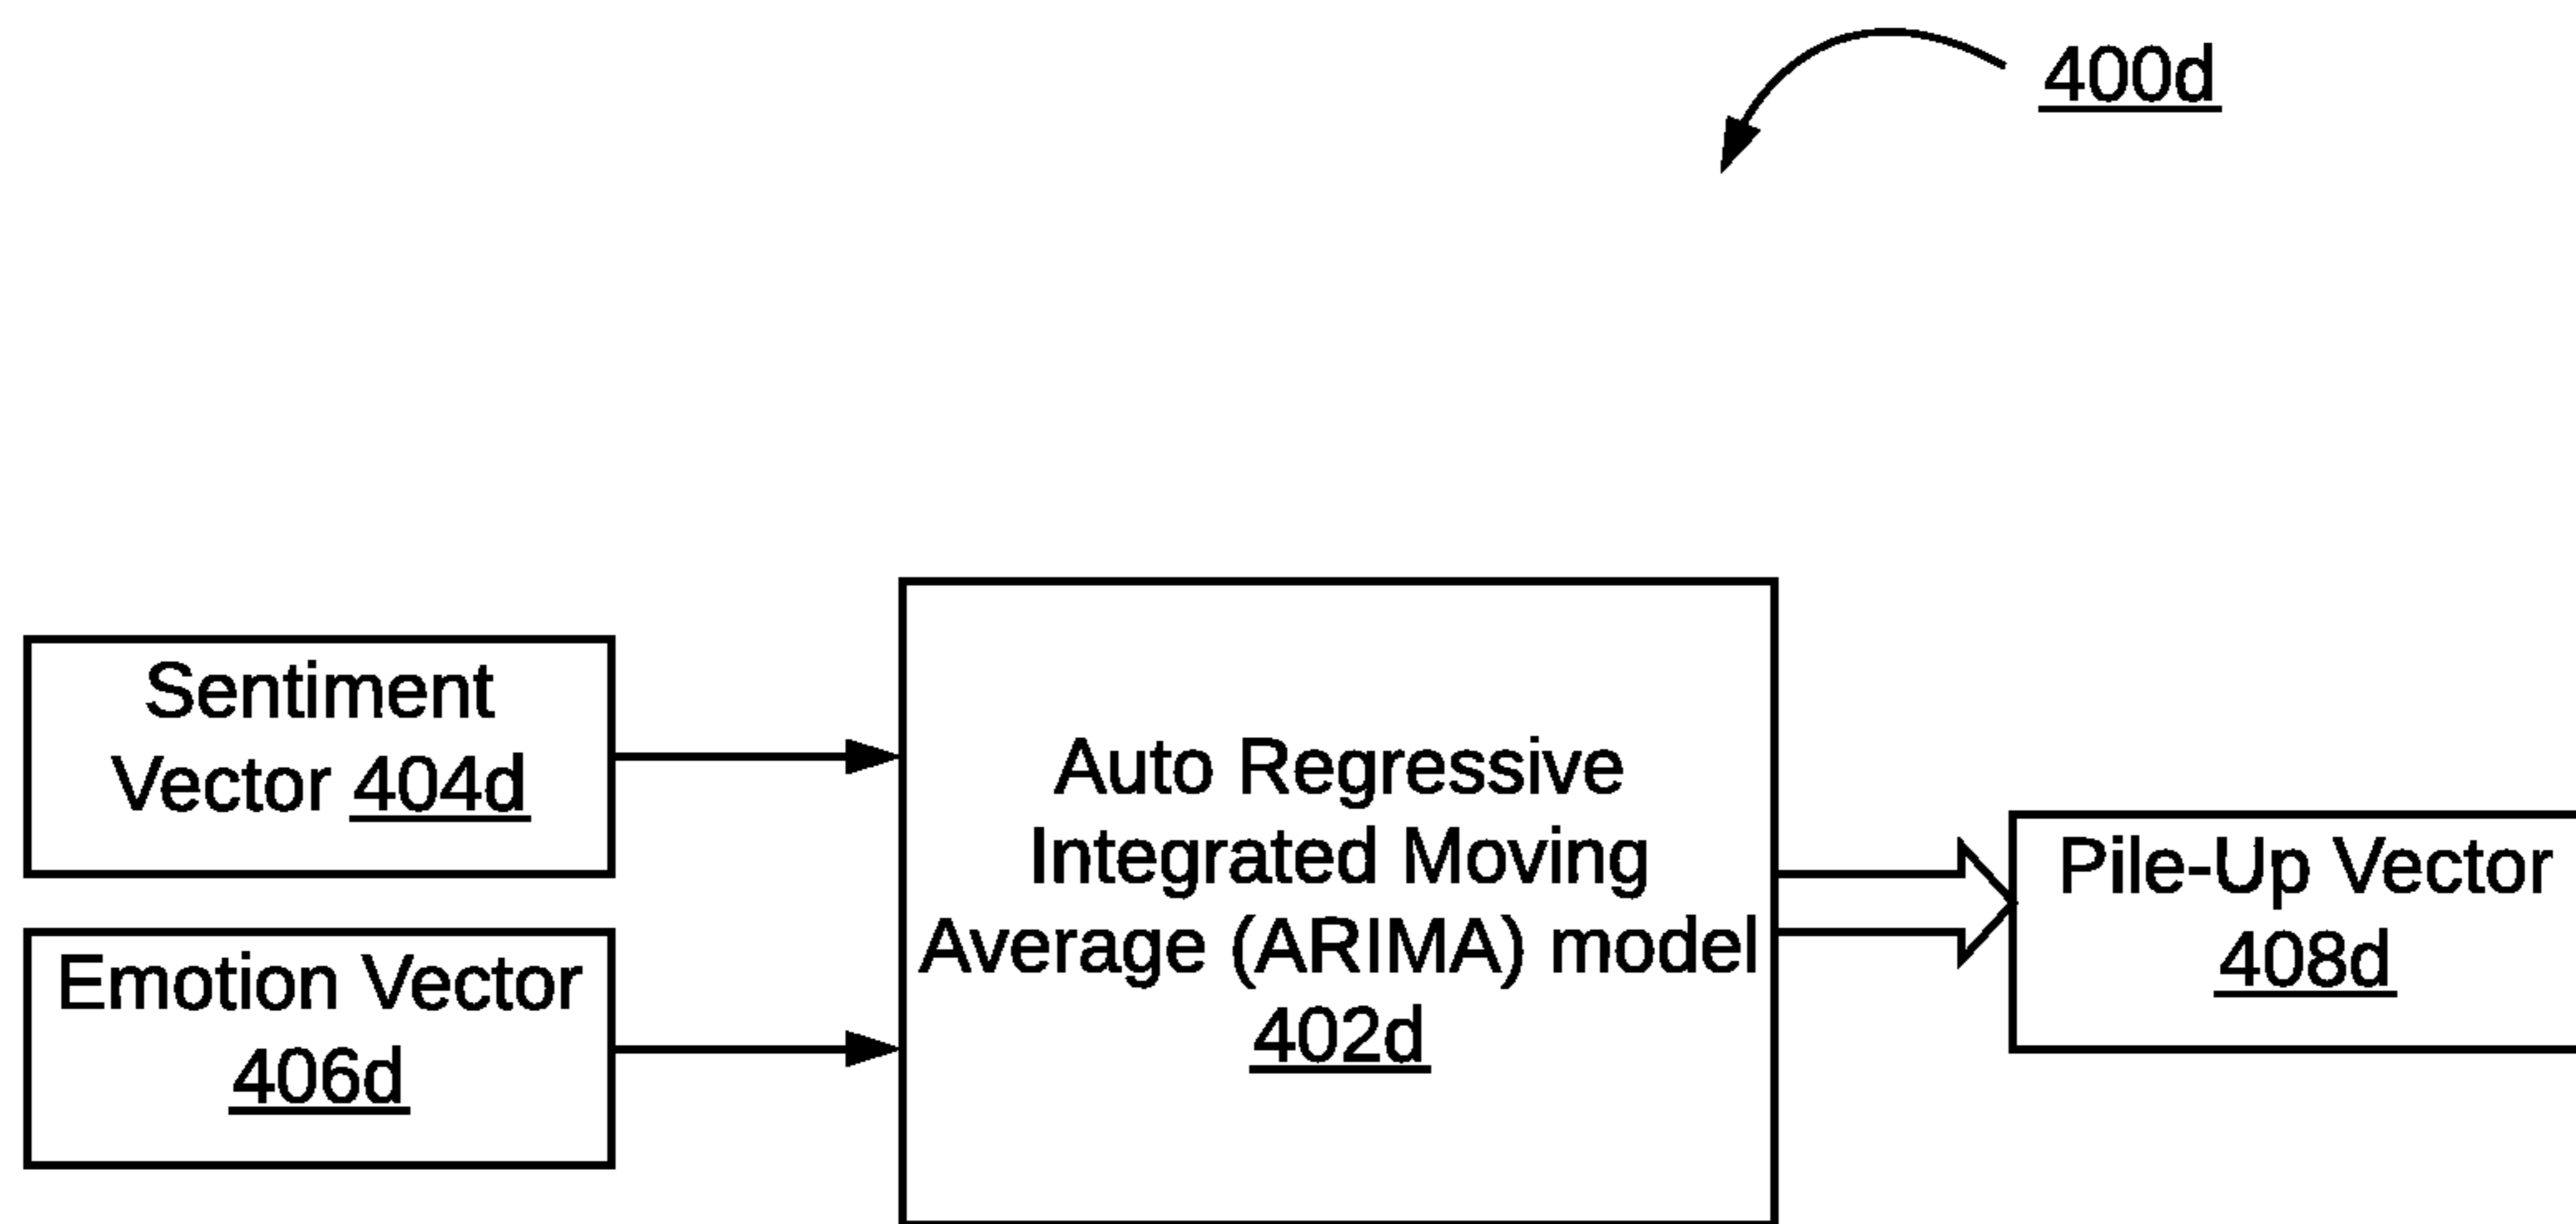 400d
Sentiment
Vector 404d
Emotion Vector
406d
Auto Regressive
Integrated Moving
Average (ARIMA) model
402d
Pile-Up Vector
408d